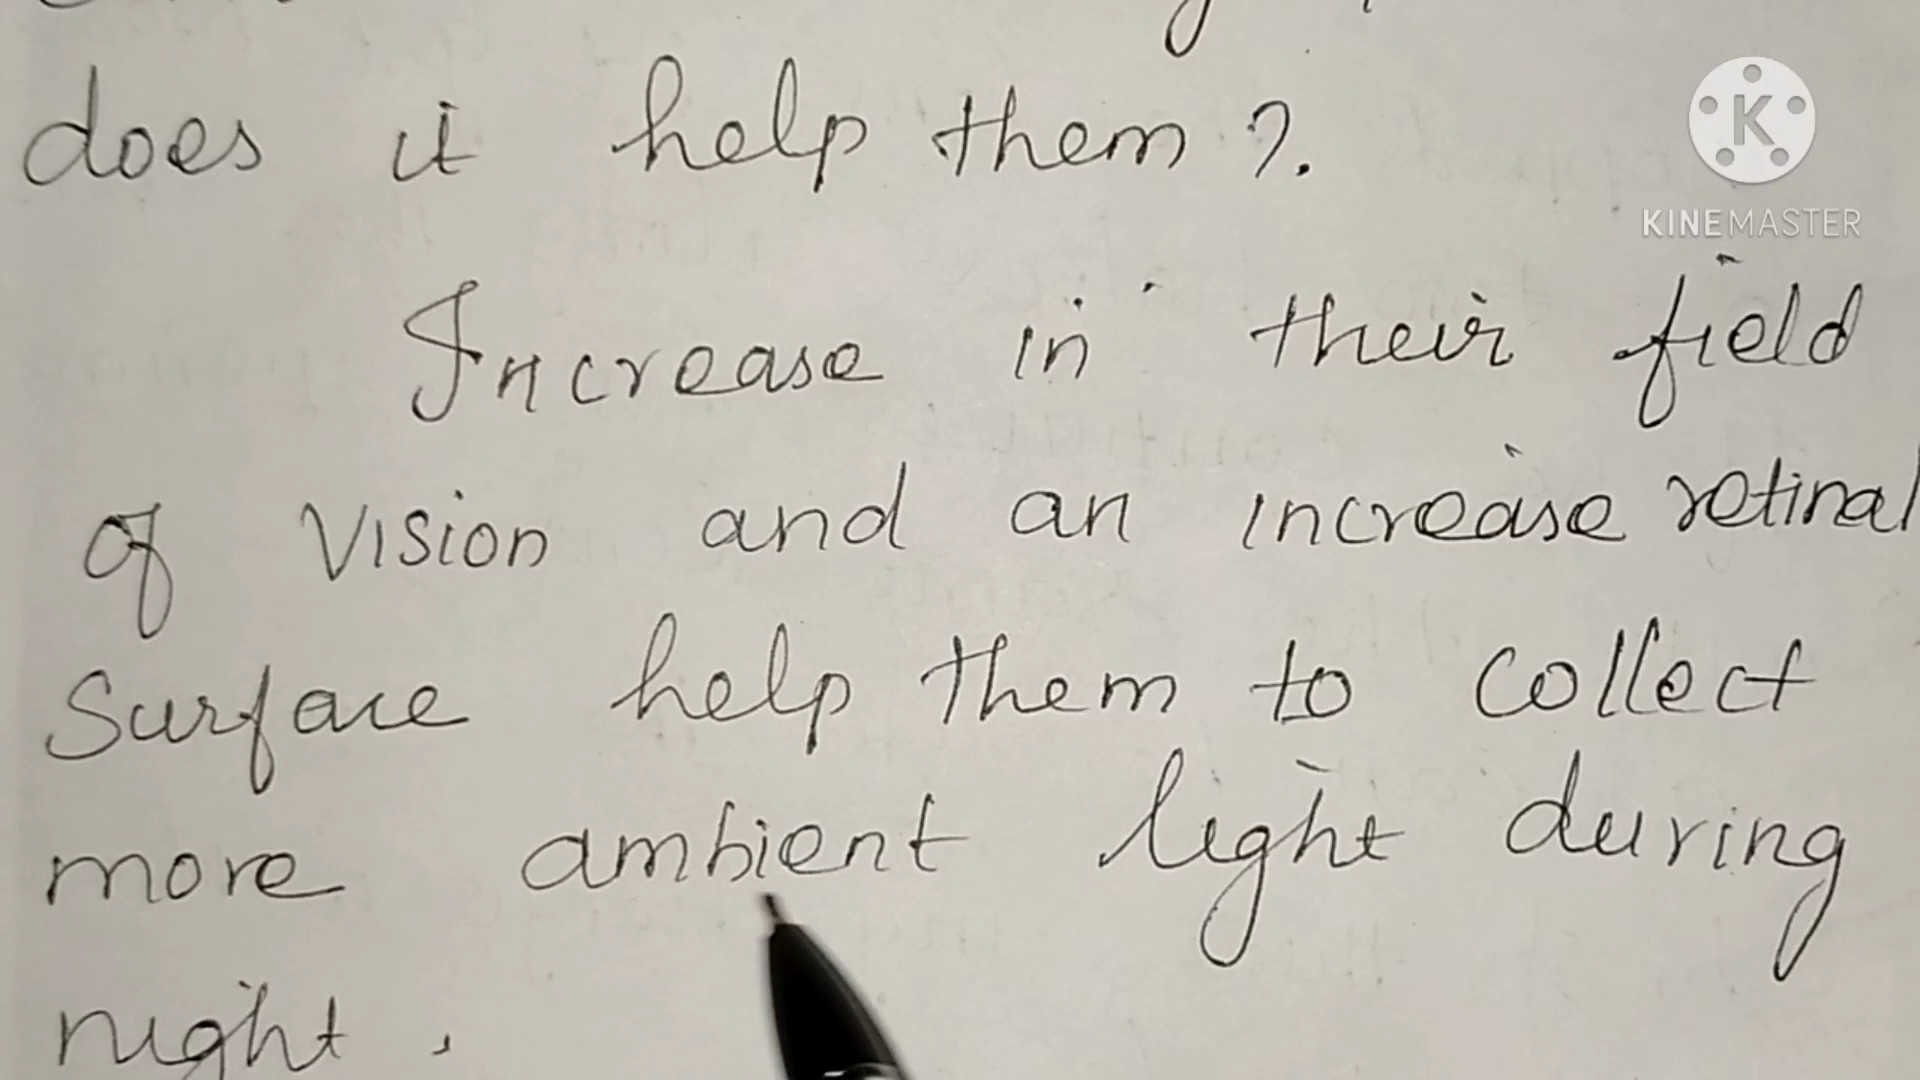 does it help them ?.
K
KINEMASTER
Increase in their field
of vision and an increase retinal
surface help them to collect
more ambient light during
night.